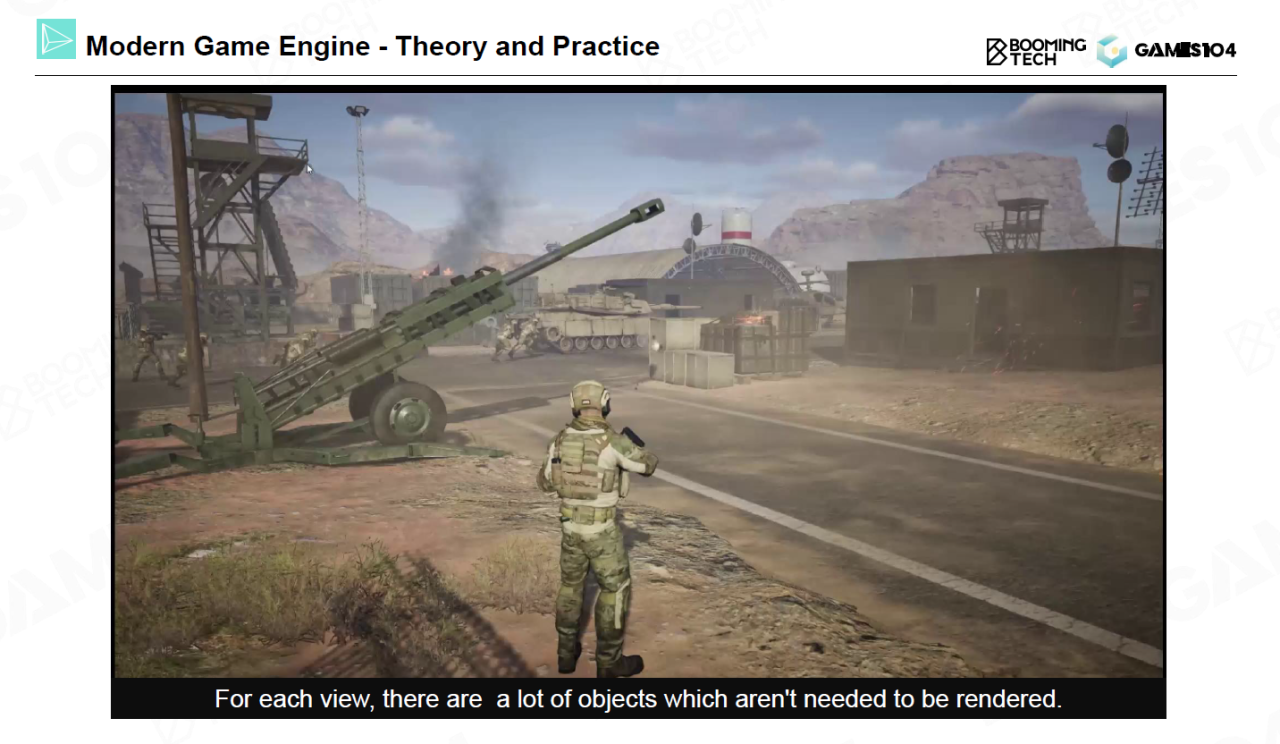 Modern Game Engine - Theory and Practice
BOOMING
TECH
GAMES104
For each view, there are  a lot of objects which aren't needed to be rendered.